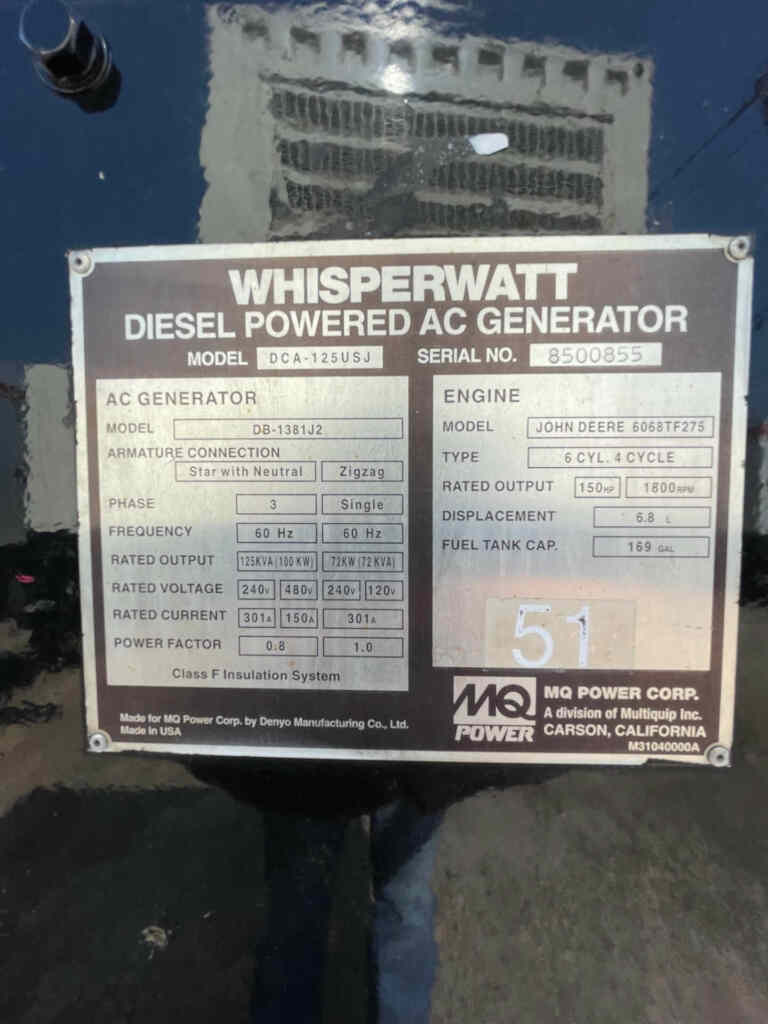 WHISPERWATT
DIESEL POWERED AC GENERATOR
MODEL DCA-125USJ SERIAL NO. 8500855
AC GENERATOR
MODEL DB-1381J2
ARMATURE CONNECTION
Star with Neutral Zigzag
PHASE 3 Single
FREQUENCY 60 Hz 60 Hz
RATED OUTPUT 125KVA (100 KW) 72KW (72 KVA)
RATED VOLTAGE 240V 480V 240V 120V
RATED CURRENT 301A 150A 301A
POWER FACTOR 0.8 1.0
Class F Insulation System
ENGINE
MODEL JOHN DEERE 6068TF275
TYPE 6 CYL. 4 CYCLE
RATED OUTPUT 150HP 1800RPM
DISPLACEMENT 6.8 L
FUEL TANK CAP. 169 GAL
51
Made for MQ Power Corp. by Denyo Manufacturing Co., Ltd.
Made in USA
MQ
POWER
MQ POWER CORP.
A division of Multiquip Inc.
CARSON, CALIFORNIA
M31040000A